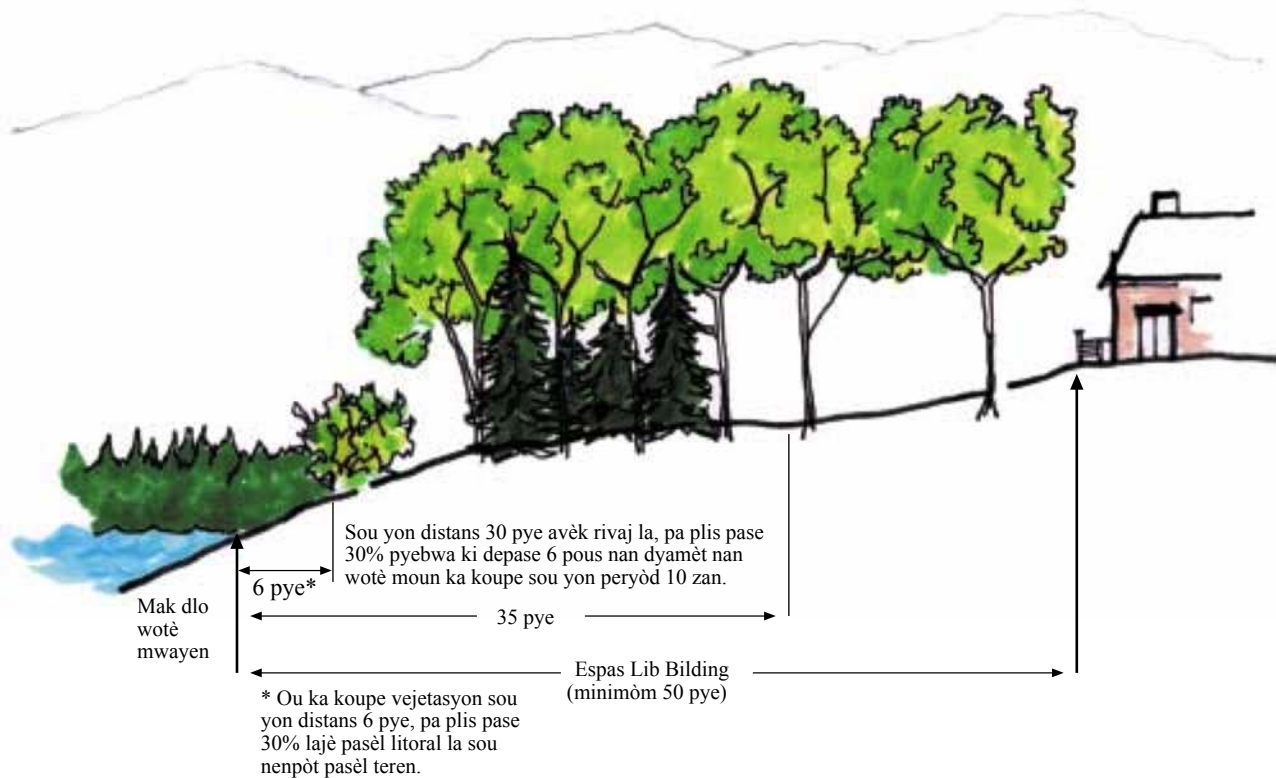 Sou yon distans 30 pye avèk rivaj la, pa plis pase
30% pyebwa ki depase 6 pous nan dyamèt nan
wotè moun ka koupe sou yon peryòd 10 zan.
6 pye*
Mak dlo
wotè
mwayen
35 pye
Espas Lib Bilding
(minimòm 50 pye)
* Ou ka koupe vejetasyon sou
yon distans 6 pye, pa plis pase
30% lajè pasèl litoral la sou
nenpòt pasèl teren.